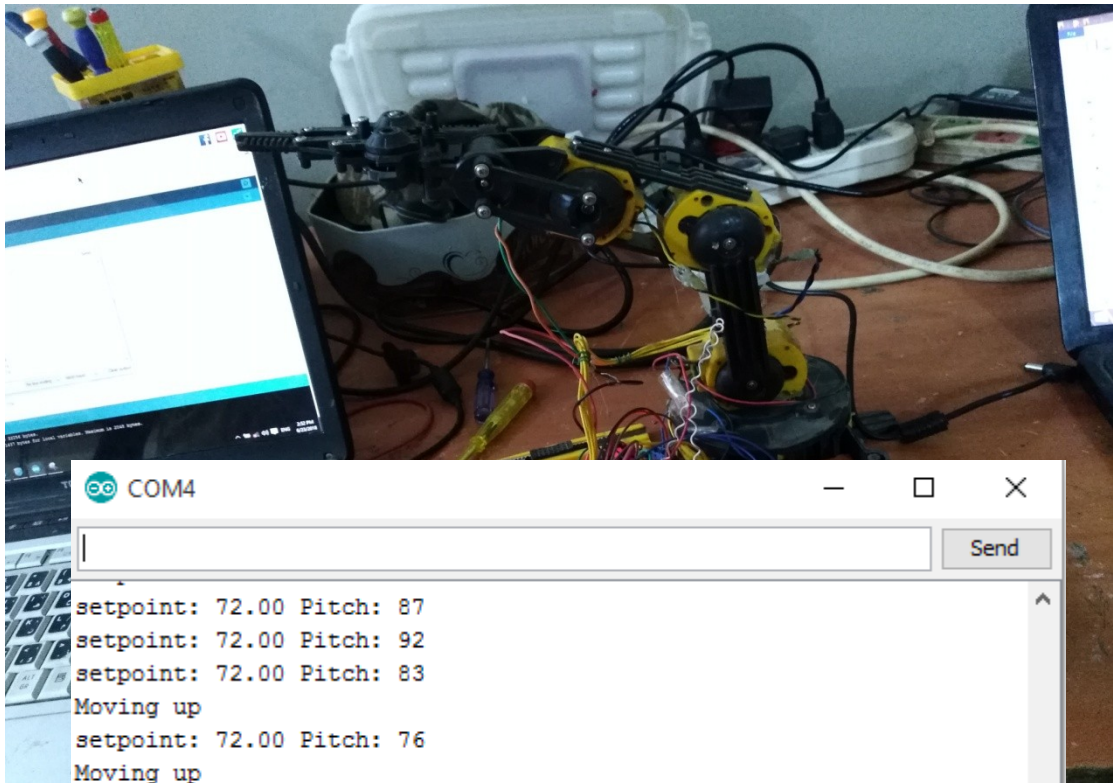 COM4
Send
setpoint: 72.00 Pitch: 87
setpoint: 72.00 Pitch: 92
setpoint: 72.00 Pitch: 83
Moving up
setpoint: 72.00 Pitch: 76
Moving up